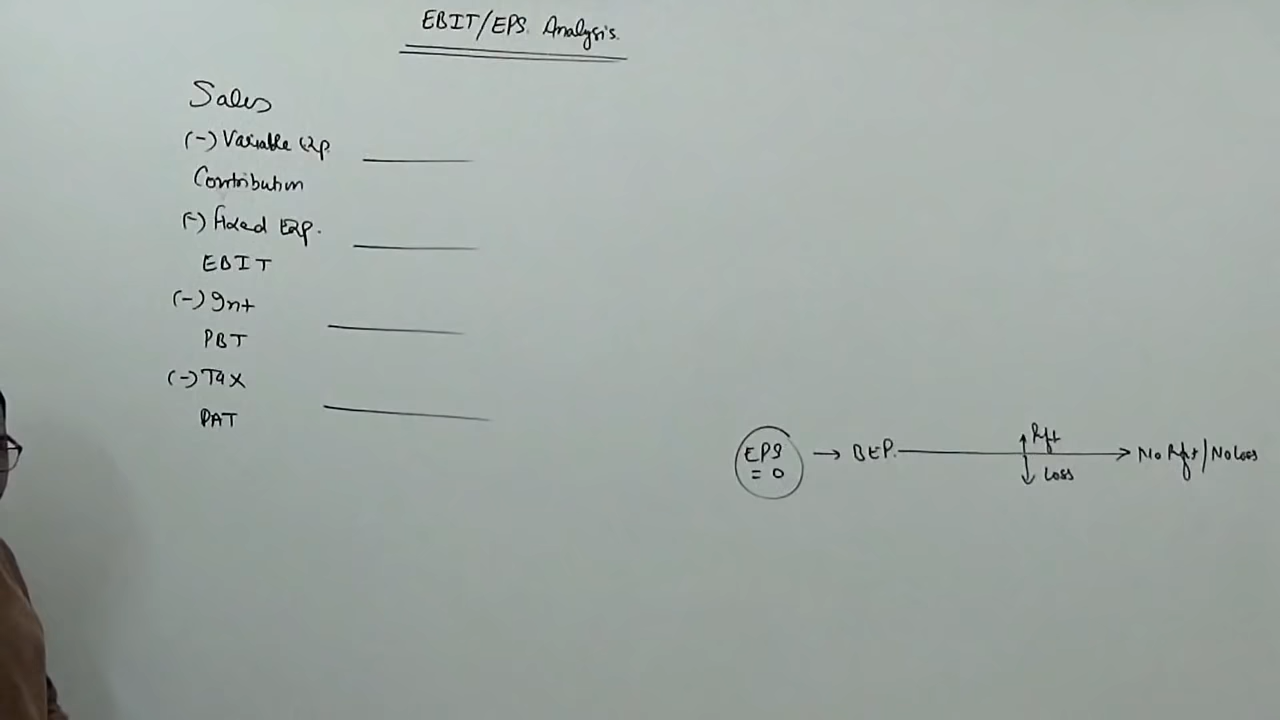 EBIT/EPS Analysis.
Sales
(-) Variable Exp.
Contribution
(-) Fixed Exp.
EBIT
(-) Int
PBT
(-) Tax
PAT
EPS = 0 → BEP. → No Pft/No Loss
↑ Pft
↓ Loss